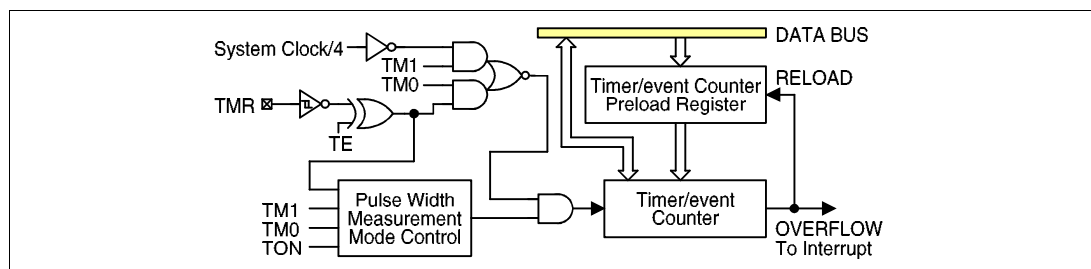 System Clock/4
TM1
TM0
TMR
TE
DATA BUS
Timer/event Counter
Preload Register
RELOAD
TM1
TM0
TON
Pulse Width
Measurement
Mode Control
Timer/event
Counter
OVERFLOW
To Interrupt